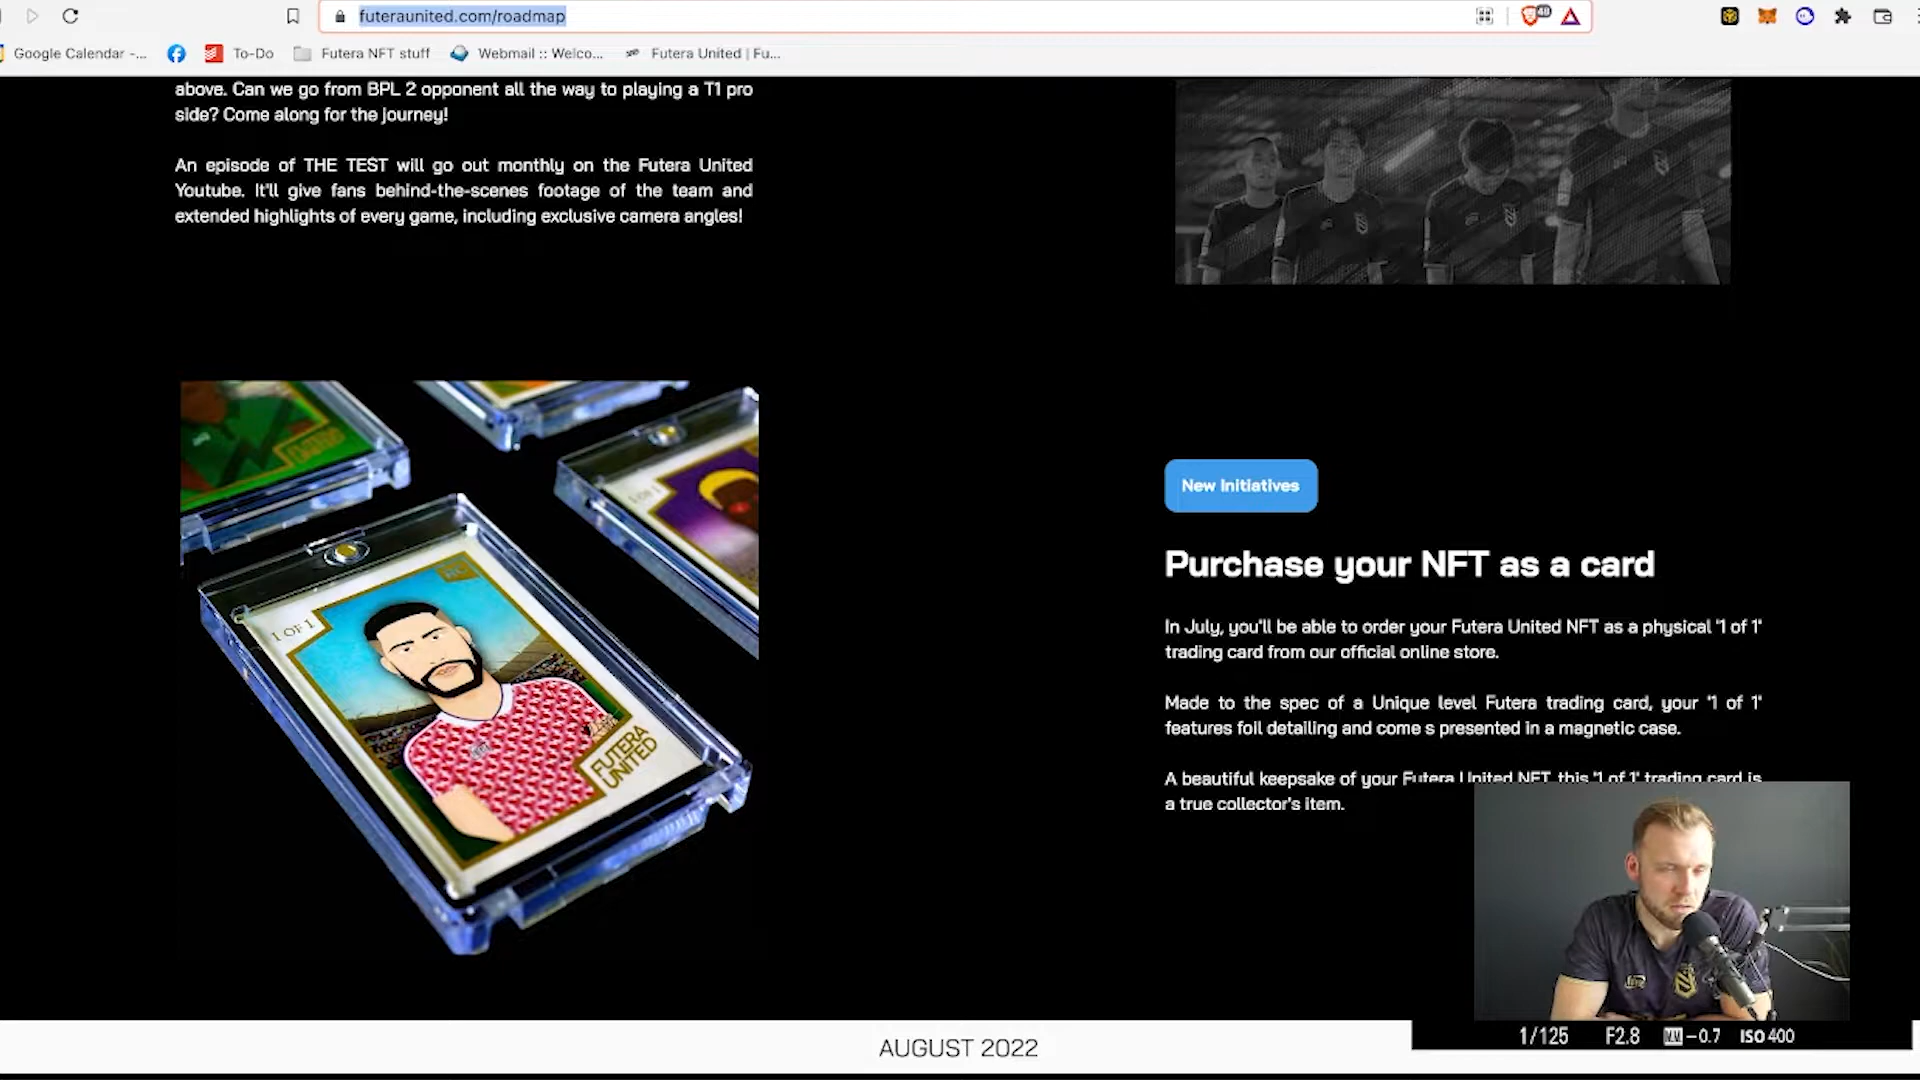 futeraunited.com/roadmap
49
Google Calendar -...
To-Do
Futera NFT stuff
Webmail :: Welco...
Futera United | Fu...
above. Can we go from BPL 2 opponent all the way to playing a T1 pro
side? Come along for the journey!
An episode of THE TEST will go out monthly on the Futera United
Youtube. It'll give fans behind-the-scenes footage of the team and
extended highlights of every game, including exclusive camera angles!
1 OF 1
1 OF 1
RC
FUTERA
UNITED
New Initiatives
Purchase your NFT as a card
In July, you'll be able to order your Futera United NFT as a physical '1 of 1'
trading card from our official online store.
Made to the spec of a Unique level Futera trading card, your '1 of 1'
features foil detailing and come s presented in a magnetic case.
A beautiful keepsake of your Futera United NFT, this '1 of 1' trading card is
a true collector's item.
AUGUST 2022
1/125 F2.8 -0.7 ISO 400